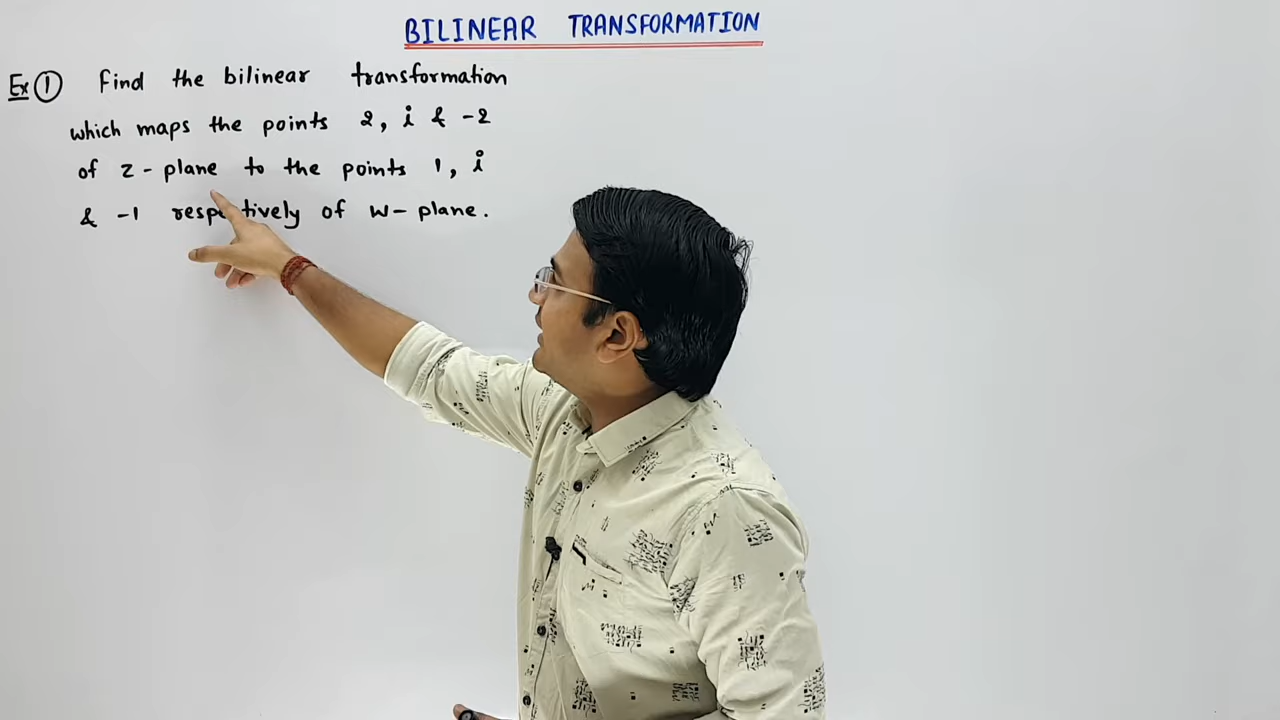 BILINEAR TRANSFORMATION
Ex ① Find the bilinear transformation
which maps the points 2, i & -2
of z - plane to the points 1, i
& -1 respectively of w - plane.